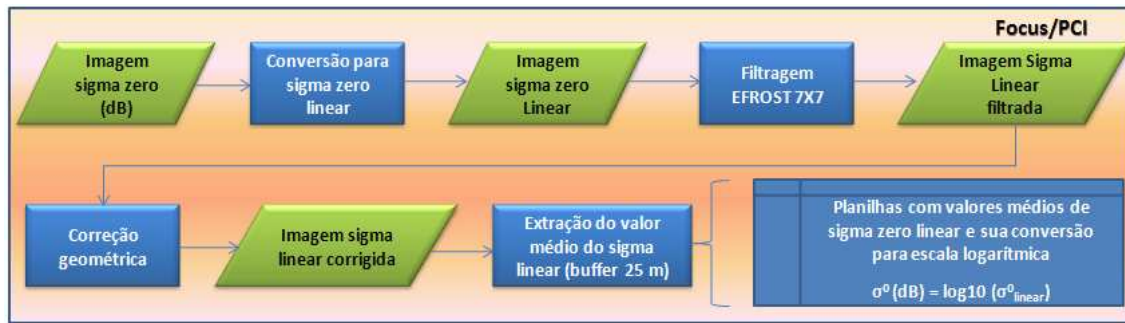 Focus/PCI
Imagem
sigma zero
(dB)
Conversão para
sigma zero
linear
Imagem
sigma zero
Linear
Filtragem
EFROST 7X7
Imagem Sigma
Linear
filtrada
Correção
geométrica
Imagem sigma
linear corrigida
Extração do valor
médio do sigma
linear (buffer 25 m)
Planilhas com valores médios de
sigma zero linear e sua conversão
para escala logarítmica
σ⁰ (dB) = log10 (σ⁰linear)